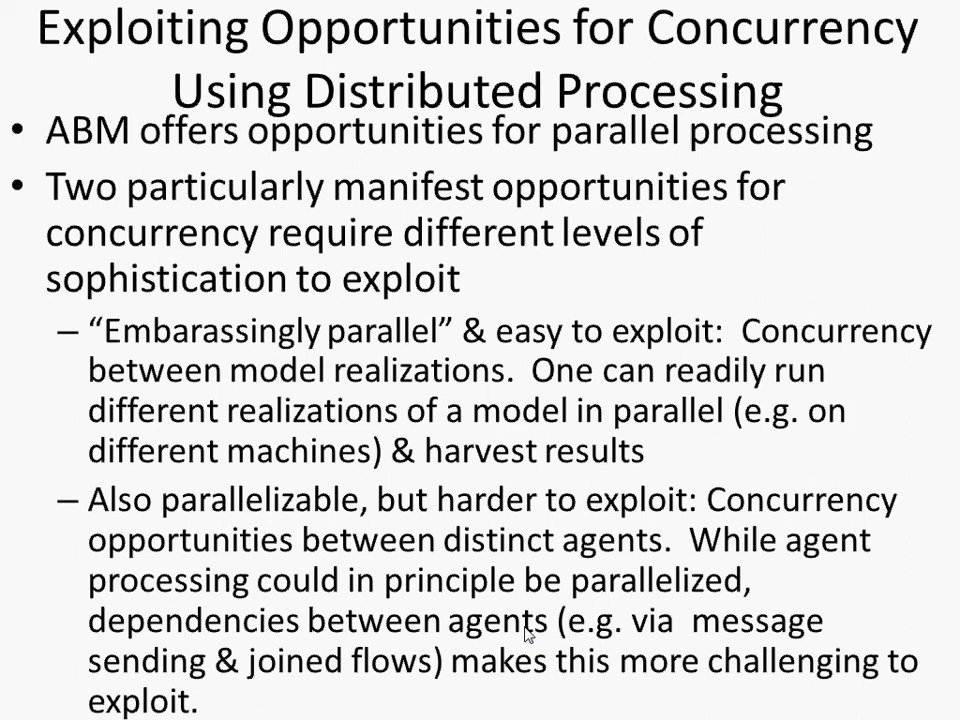 Exploiting Opportunities for Concurrency
Using Distributed Processing
• ABM offers opportunities for parallel processing
• Two particularly manifest opportunities for
concurrency require different levels of
sophistication to exploit
– “Embarassingly parallel” & easy to exploit:  Concurrency
between model realizations.  One can readily run
different realizations of a model in parallel (e.g. on
different machines) & harvest results
– Also parallelizable, but harder to exploit: Concurrency
opportunities between distinct agents.  While agent
processing could in principle be parallelized,
dependencies between agents (e.g. via  message
sending & joined flows) makes this more challenging to
exploit.